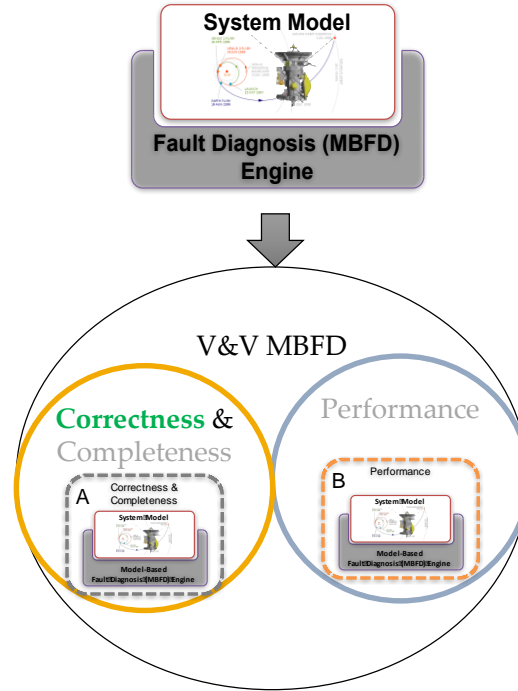 System Model
Fault Diagnosis (MBFD)
Engine
V&V MBFD
Correctness &
Completeness
Performance
A
Correctness &
Completeness
System Model
Model-Based
Fault Diagnosis (MBFD) Engine
B
Performance
System Model
Model-Based
Fault Diagnosis (MBFD) Engine